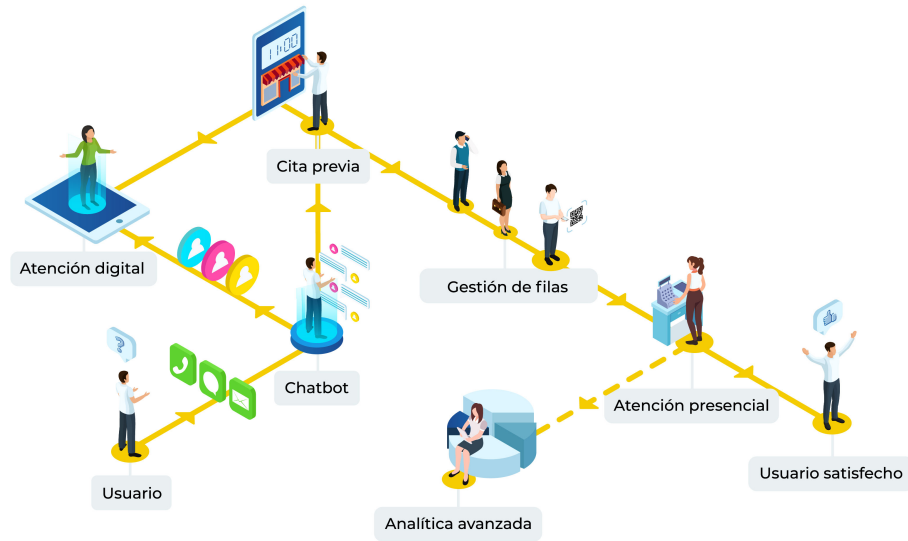 11:00
Cita previa
Atención digital
Gestión de filas
?
Chatbot
Atención presencial
Usuario
Usuario satisfecho
Analítica avanzada